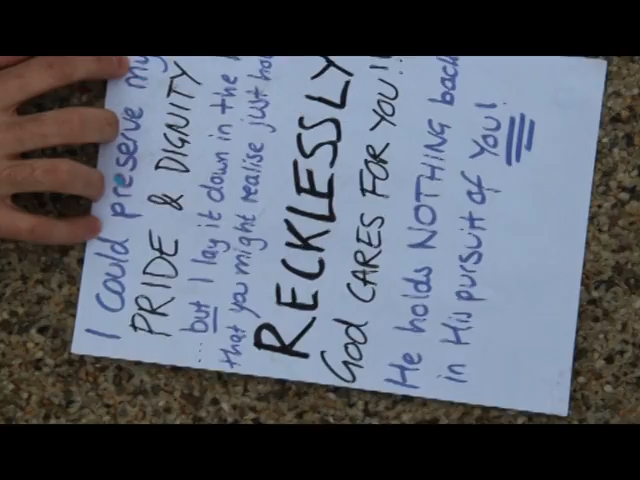 I could preserve my
PRIDE & DIGNITY
...but I lay it down in the
that you might realise just how
RECKLESSLY
God CARES FOR YOU!!
He holds NOTHING back
in His pursuit of You!